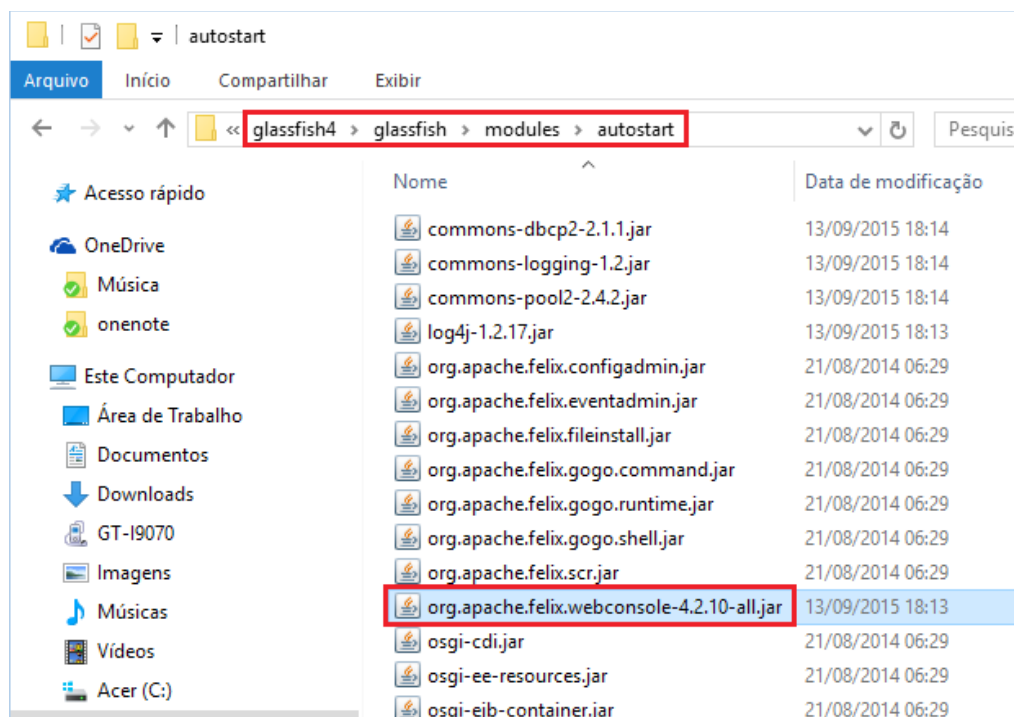 autostart
Arquivo Início Compartilhar Exibir
« glassfish4 > glassfish > modules > autostart Pesquis
Nome Data de modificação
Acesso rápido
OneDrive
Música
onenote
Este Computador
Área de Trabalho
Documentos
Downloads
GT-I9070
Imagens
Músicas
Vídeos
Acer (C:)
commons-dbcp2-2.1.1.jar 13/09/2015 18:14
commons-logging-1.2.jar 13/09/2015 18:14
commons-pool2-2.4.2.jar 13/09/2015 18:14
log4j-1.2.17.jar 13/09/2015 18:13
org.apache.felix.configadmin.jar 21/08/2014 06:29
org.apache.felix.eventadmin.jar 21/08/2014 06:29
org.apache.felix.fileinstall.jar 21/08/2014 06:29
org.apache.felix.gogo.command.jar 21/08/2014 06:29
org.apache.felix.gogo.runtime.jar 21/08/2014 06:29
org.apache.felix.gogo.shell.jar 21/08/2014 06:29
org.apache.felix.scr.jar 21/08/2014 06:29
org.apache.felix.webconsole-4.2.10-all.jar 13/09/2015 18:13
osgi-cdi.jar 21/08/2014 06:29
osgi-ee-resources.jar 21/08/2014 06:29
osgi-ejb-container.jar 21/08/2014 06:29